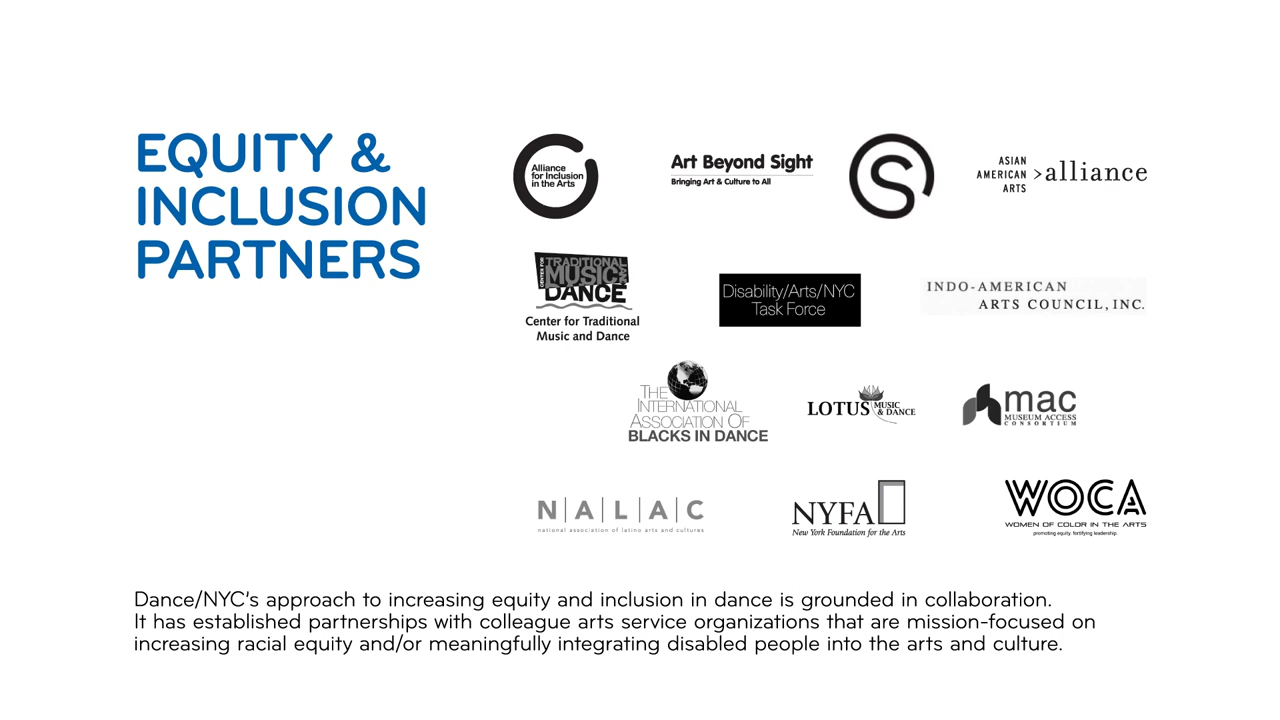 EQUITY &
INCLUSION
PARTNERS
Alliance
for Inclusion
in the Arts
Art Beyond Sight
Bringing Art & Culture to All
S
ASIAN
AMERICAN
ARTS
>alliance
CENTER FOR
TRADITIONAL
MUSIC AND
DANCE
Center for Traditional
Music and Dance
Disability/Arts/NYC
Task Force
INDO-AMERICAN
ARTS COUNCIL, INC.
THE
INTERNATIONAL
ASSOCIATION OF
BLACKS IN DANCE
LOTUS MUSIC
& DANCE
mac
MUSEUM ACCESS
CONSORTIUM
N|A|L|A|C
national association of latino arts and cultures
NYFA
New York Foundation for the Arts
WOCA
WOMEN OF COLOR IN THE ARTS
promoting equity. fortifying leadership.
Dance/NYC's approach to increasing equity and inclusion in dance is grounded in collaboration.
It has established partnerships with colleague arts service organizations that are mission-focused on
increasing racial equity and/or meaningfully integrating disabled people into the arts and culture.